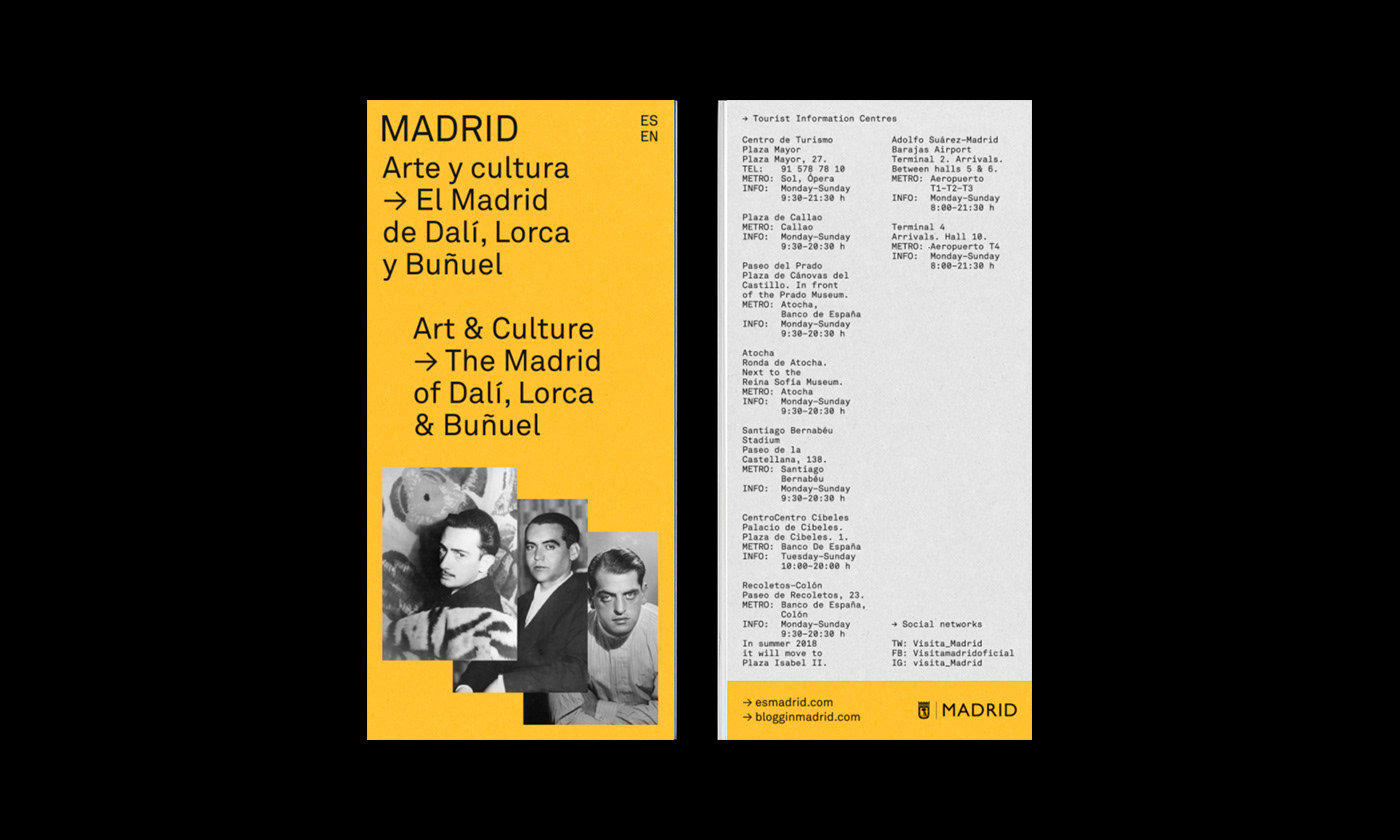 MADRID
ES
EN
Arte y cultura
→ El Madrid
de Dalí, Lorca
y Buñuel
Art & Culture
→ The Madrid
of Dalí, Lorca
& Buñuel
→ Tourist Information Centres
Centro de Turismo
Plaza Mayor
Plaza Mayor, 27.
TEL: 91 578 78 10
METRO: Sol, Ópera
INFO: Monday–Sunday
9:30–21:30 h
Plaza de Callao
METRO: Callao
INFO: Monday–Sunday
9:30–20:30 h
Paseo del Prado
Plaza de Cánovas del
Castillo. In front
of the Prado Museum.
METRO: Atocha,
Banco de España
INFO: Monday–Sunday
9:30–20:30 h
Atocha
Ronda de Atocha.
Next to the
Reina Sofía Museum.
METRO: Atocha
INFO: Monday–Sunday
9:30–20:30 h
Santiago Bernabéu
Stadium
Paseo de la
Castellana, 138.
METRO: Santiago
Bernabéu
INFO: Monday–Sunday
9:30–20:30 h
CentroCentro Cibeles
Palacio de Cibeles.
Plaza de Cibeles. 1.
METRO: Banco De España
INFO: Tuesday–Sunday
10:00–20:00 h
Recoletos–Colón
Paseo de Recoletos, 23.
METRO: Banco de España,
Colón
INFO: Monday–Sunday
9:30–20:30 h
In summer 2018
it will move to
Plaza Isabel II.
Adolfo Suárez–Madrid
Barajas Airport
Terminal 2. Arrivals.
Between halls 5 & 6.
METRO: Aeropuerto
T1–T2–T3
INFO: Monday–Sunday
8:00–21:30 h
Terminal 4
Arrivals. Hall 10.
METRO: Aeropuerto T4
INFO: Monday–Sunday
8:00–21:30 h
→ Social networks
TW: Visita_Madrid
FB: Visitamadridoficial
IG: visita_Madrid
→ esmadrid.com
→ blogginmadrid.com
MADRID